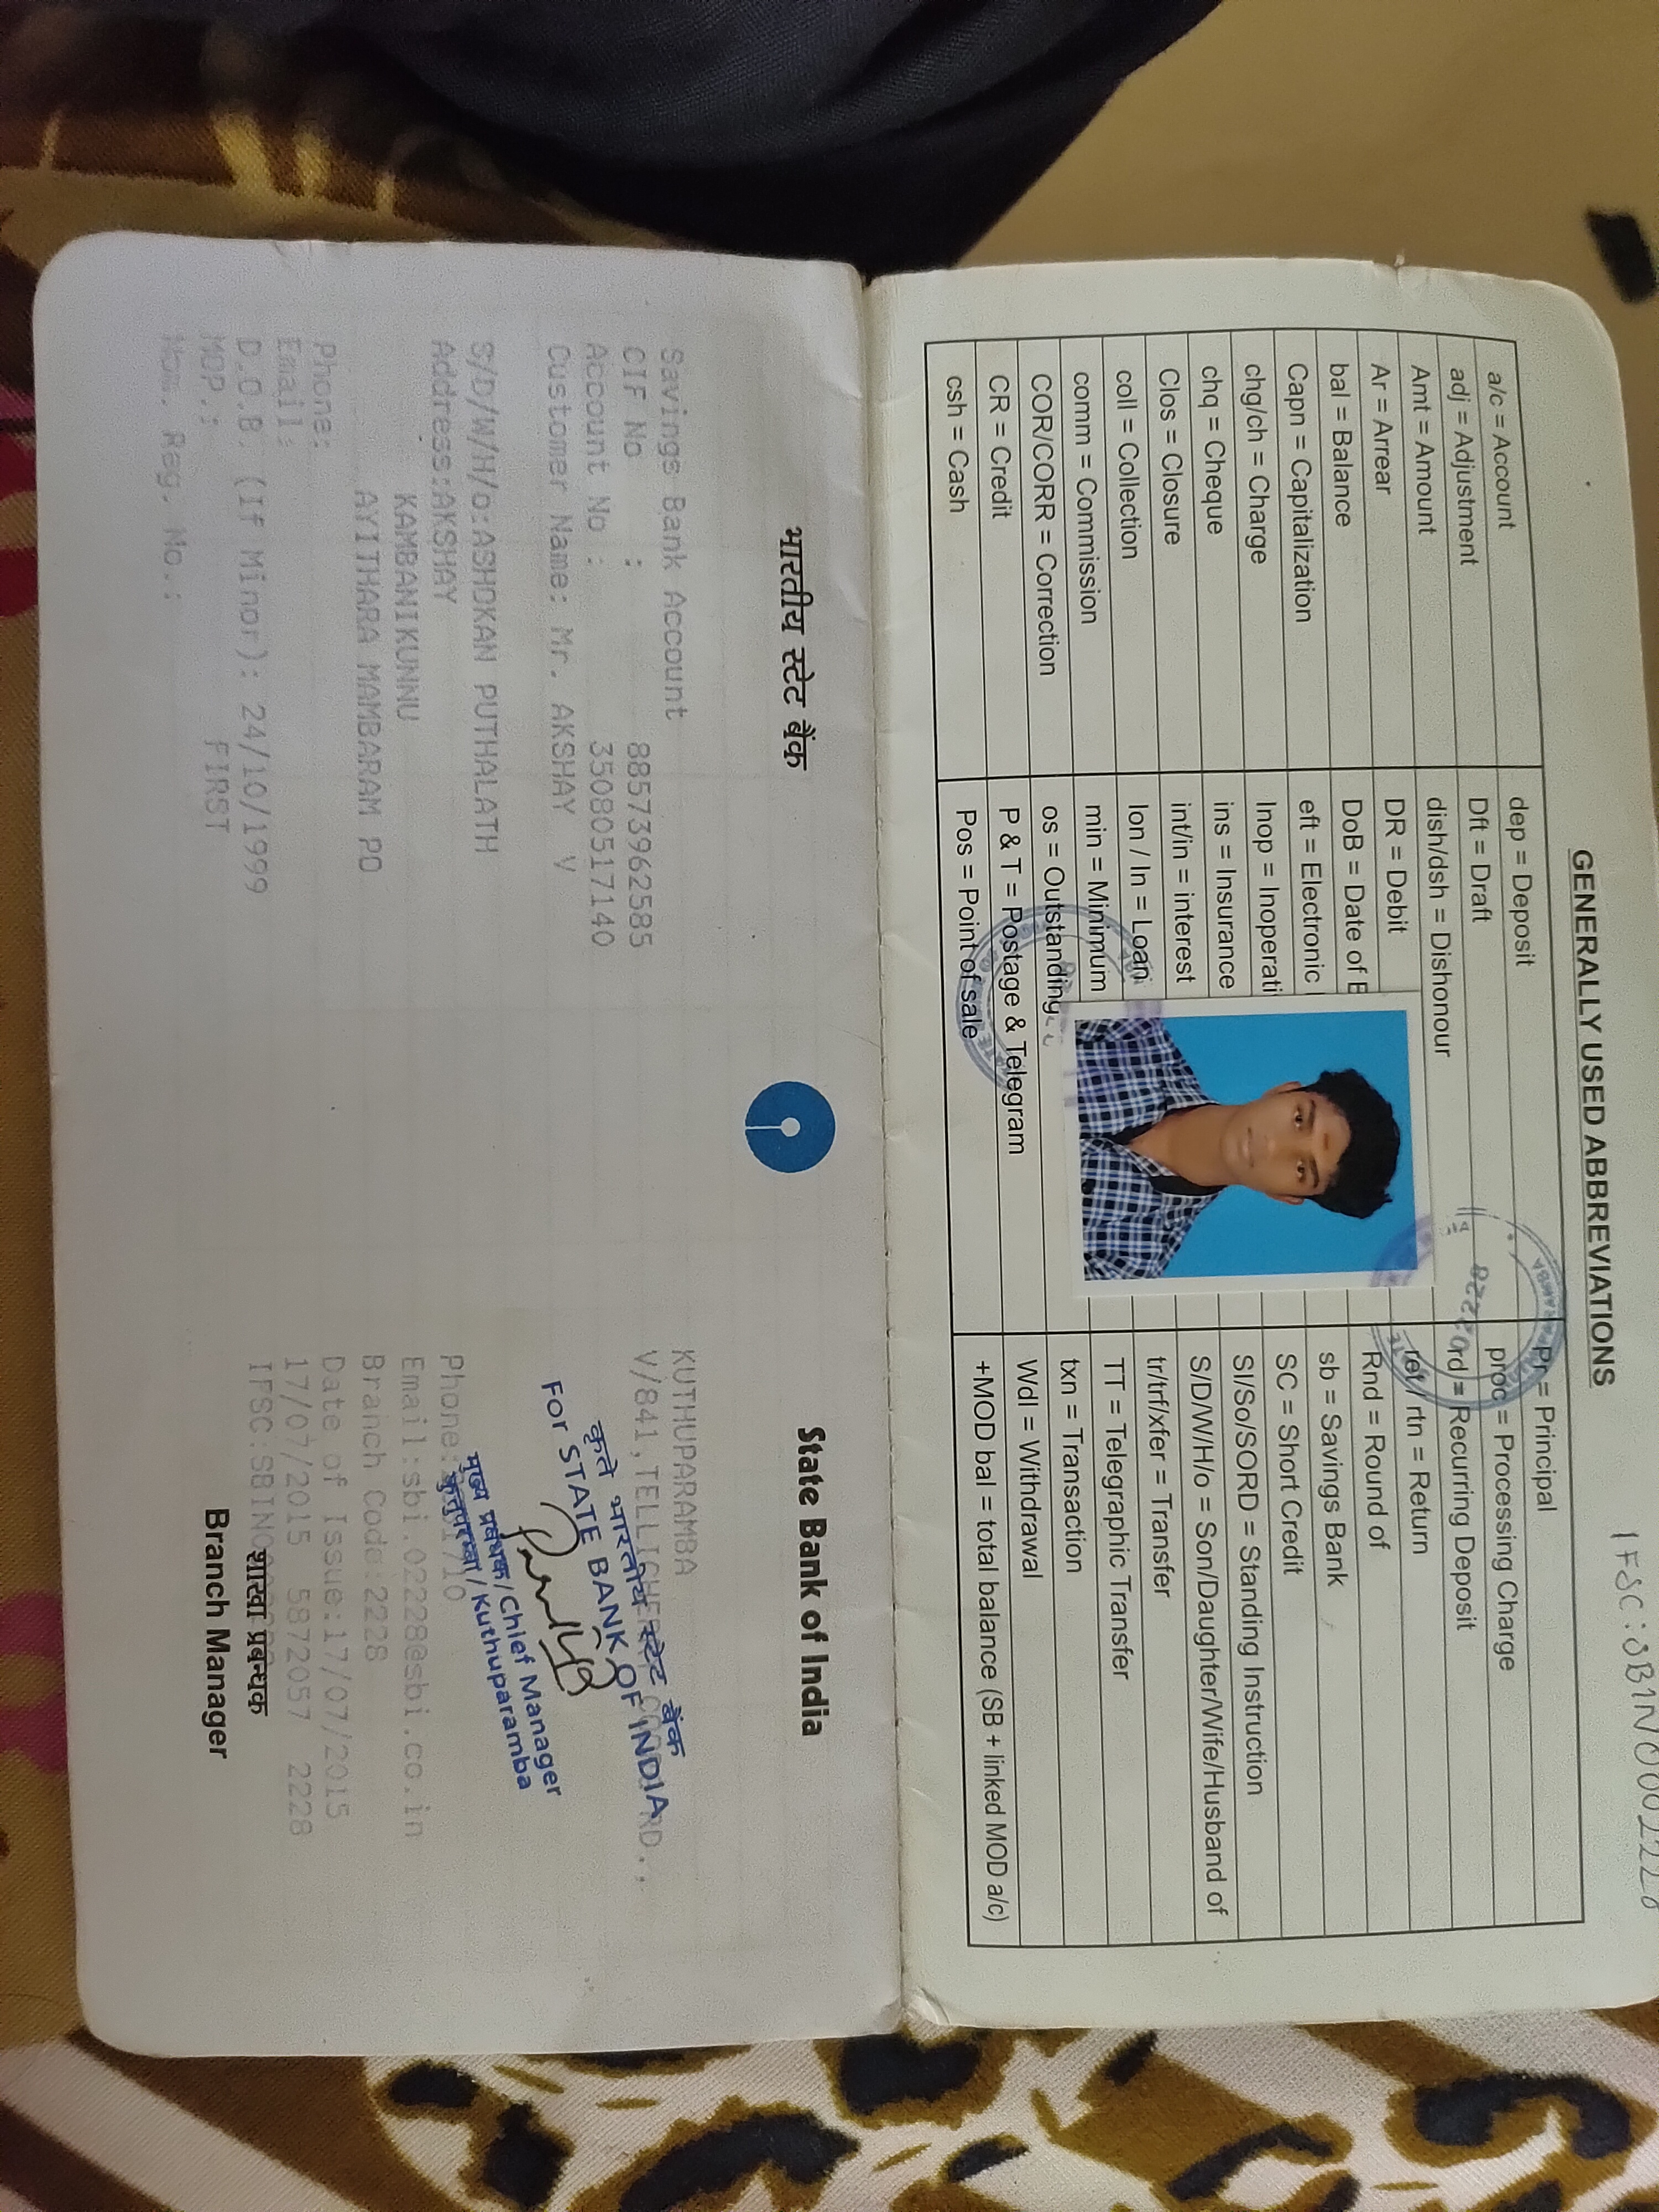 IFSC : SBIN0002228
GENERALLY USED ABBREVIATIONS
a/c = Account dep = Deposit Pr = Principal
adj = Adjustment Dft = Draft proc = Processing Charge
Amt = Amount dish/dsh = Dishonour rd = Recurring Deposit
Ar = Arrear DR = Debit ret / rtn = Return
bal = Balance DoB = Date of Rnd = Round of
Capn = Capitalization eft = Electronic sb = Savings Bank
chg/ch = Charge Inop = Inoperati SC = Short Credit
chq = Cheque ins = Insurance SI/So/SORD = Standing Instruction
Clos = Closure int/in = interest S/D/W/H/o = Son/Daughter/Wife/Husband of
coll = Collection lon / ln = Loan tr/trf/xfer = Transfer
comm = Commission min = Minimum TT = Telegraphic Transfer
COR/CORR = Correction os = Outstanding txn = Transaction
CR = Credit P & T = Postage & Telegram Wdl = Withdrawal
csh = Cash Pos = Point of sale +MOD bal = total balance (SB + linked MOD a/c)
02228
भारतीय स्टेट बैंक State Bank of India
Savings Bank Account
CIF No : 88573962585
Account No : 35080517140
Customer Name: Mr. AKSHAY V
S/D/W/H/o:ASHOKAN PUTHALATH
Address:AKSHAY
KAMBANIKUNNU
AYITHARA MAMBARAM PO
Phone:
Email:
D.O.B. (If Minor): 24/10/1999
MOP.: FIRST
Nom. Reg. No.:
KUTHUPARAMBA
V/841,TELLICHERRY
कृते भारतीय स्टेट बैंक
For STATE BANK OF INDIA
मुख्य प्रबंधक/Chief Manager
कुत्तुपरम्बा/Kuthuparamba
Phone:
Email:sbi.02228@sbi.co.in
Branch Code:2228
Date of Issue:17/07/2015
17/07/2015 5872057 2228
IFSC:SBIN
शाखा प्रबन्धक
Branch Manager